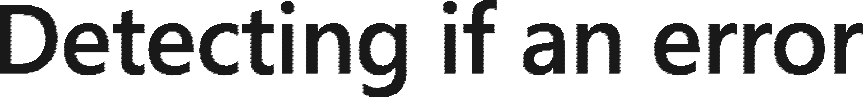 Detecting if an error